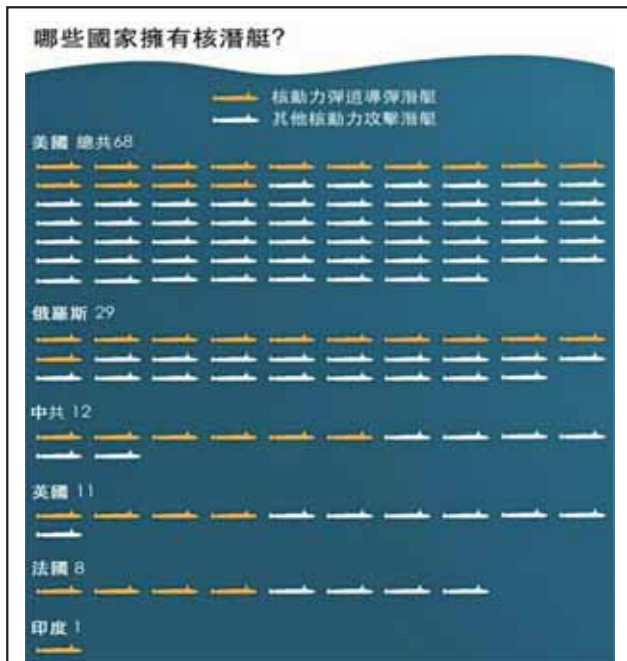 哪些國家擁有核潛艇?
核動力彈道導彈潛艇
其他核動力攻擊潛艇
美國 總共68
俄羅斯 29
中共 12
英國 11
法國 8
印度 1